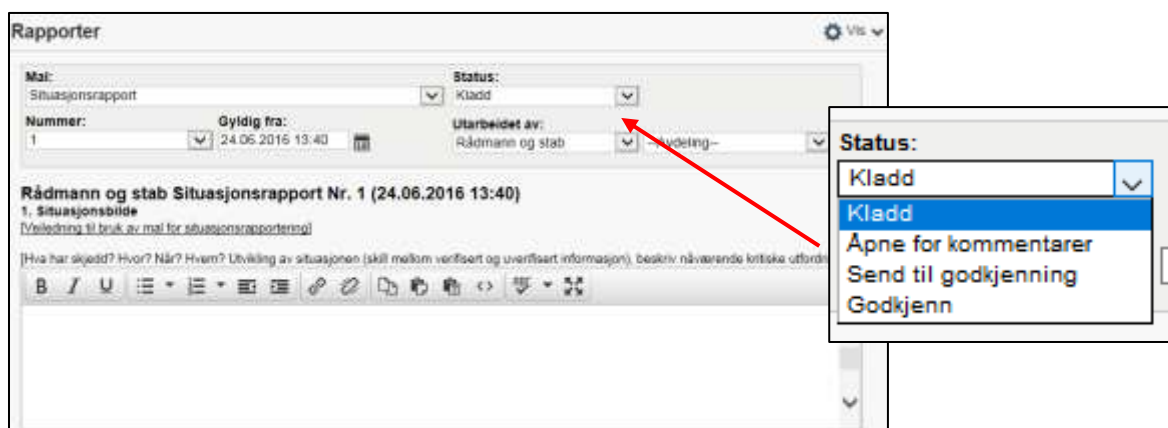 Rapporter
Vis
Mal:
Situasjonsrapport
Status:
Kladd
Nummer:
1
Gyldig fra:
24.06.2016 13:40
Utarbeidet av:
Rådmann og stab
--Avdeling--
Rådmann og stab Situasjonsrapport Nr. 1 (24.06.2016 13:40)
1. Situasjonsbilde
[Veiledning til bruk av mal for situasjonsrapportering]
[Hva har skjedd? Hvor? Når? Hvem? Utvikling av situasjonen (skill mellom verifisert og uverifisert informasjon), beskriv nåværende kritiske utfordr
B I U
Status:
Kladd
Kladd
Åpne for kommentarer
Send til godkjenning
Godkjenn